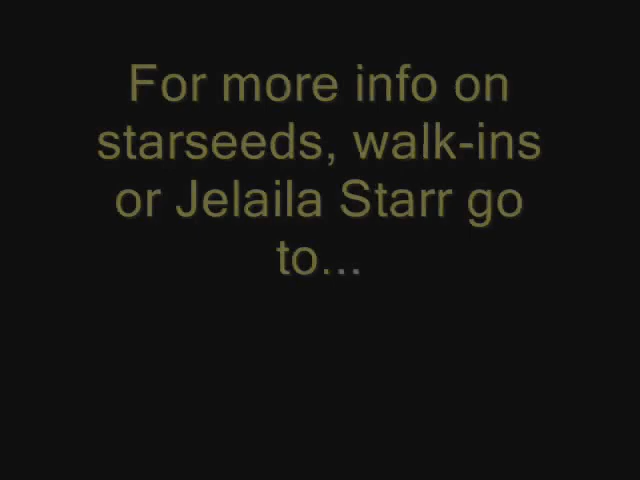 For more info on
starseeds, walk-ins
or Jelaila Starr go
to...